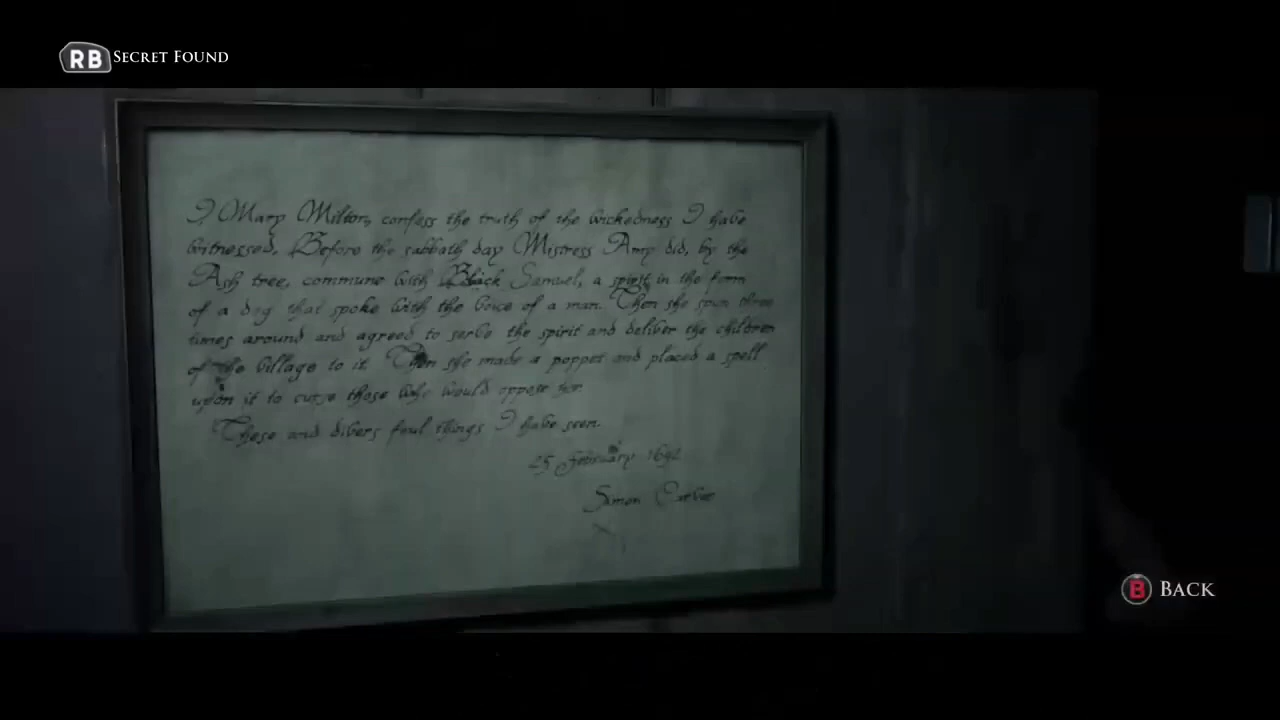 RB SECRET FOUND
I Mary Milton, confess the truth of the wickedness I have
witnessed. Before the sabbath day Mistress Amy did, by the
Ash tree, commune with Black Samuel, a spirit in the form
of a dog that spoke with the voice of a man. Then she spun three
times around and agreed to serve the spirit and deliver the children
of the village to it. Then she made a poppet and placed a spell
upon it to curse those who would oppose her.
These and divers foul things I have seen.
25 February 1692
Simon
B BACK